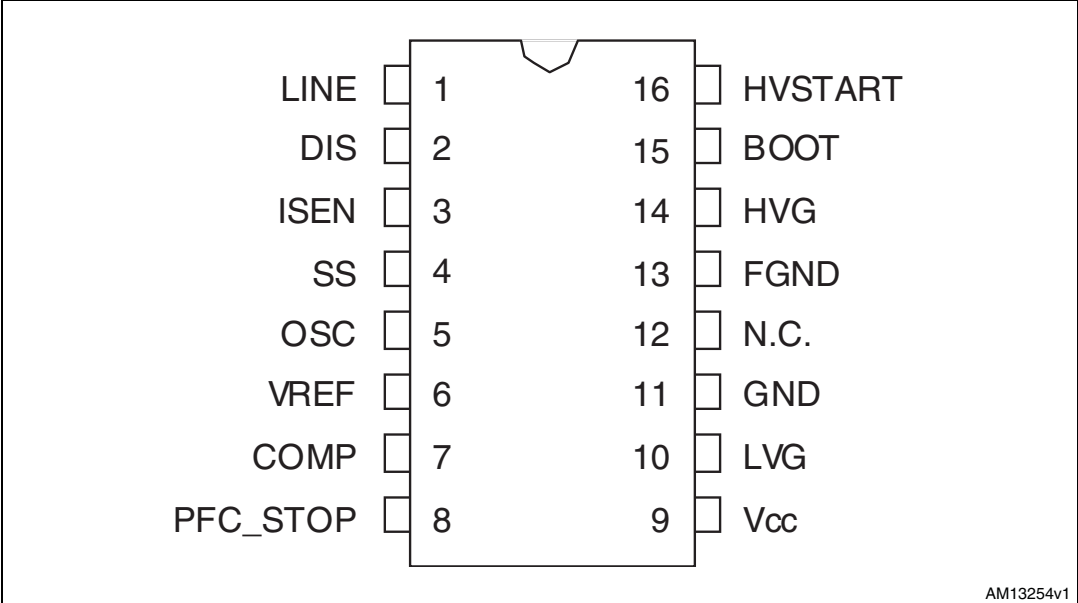 LINE 1 16 HVSTART
DIS 2 15 BOOT
ISEN 3 14 HVG
SS 4 13 FGND
OSC 5 12 N.C.
VREF 6 11 GND
COMP 7 10 LVG
PFC_STOP 8 9 Vcc
AM13254v1